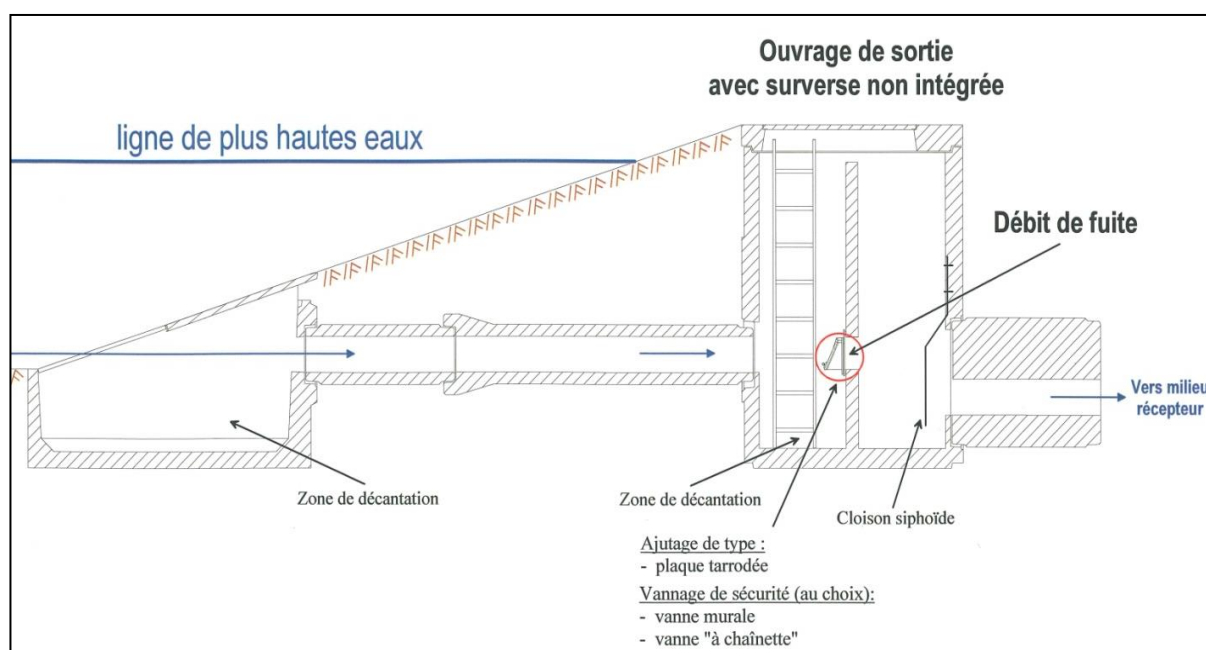 Ouvrage de sortie
avec surverse non intégrée
ligne de plus hautes eaux
Débit de fuite
Vers milieu
récepteur
Zone de décantation
Zone de décantation
Cloison siphoïde
Ajutage de type :
- plaque tarrodée
Vannage de sécurité (au choix):
- vanne murale
- vanne "à chaînette"